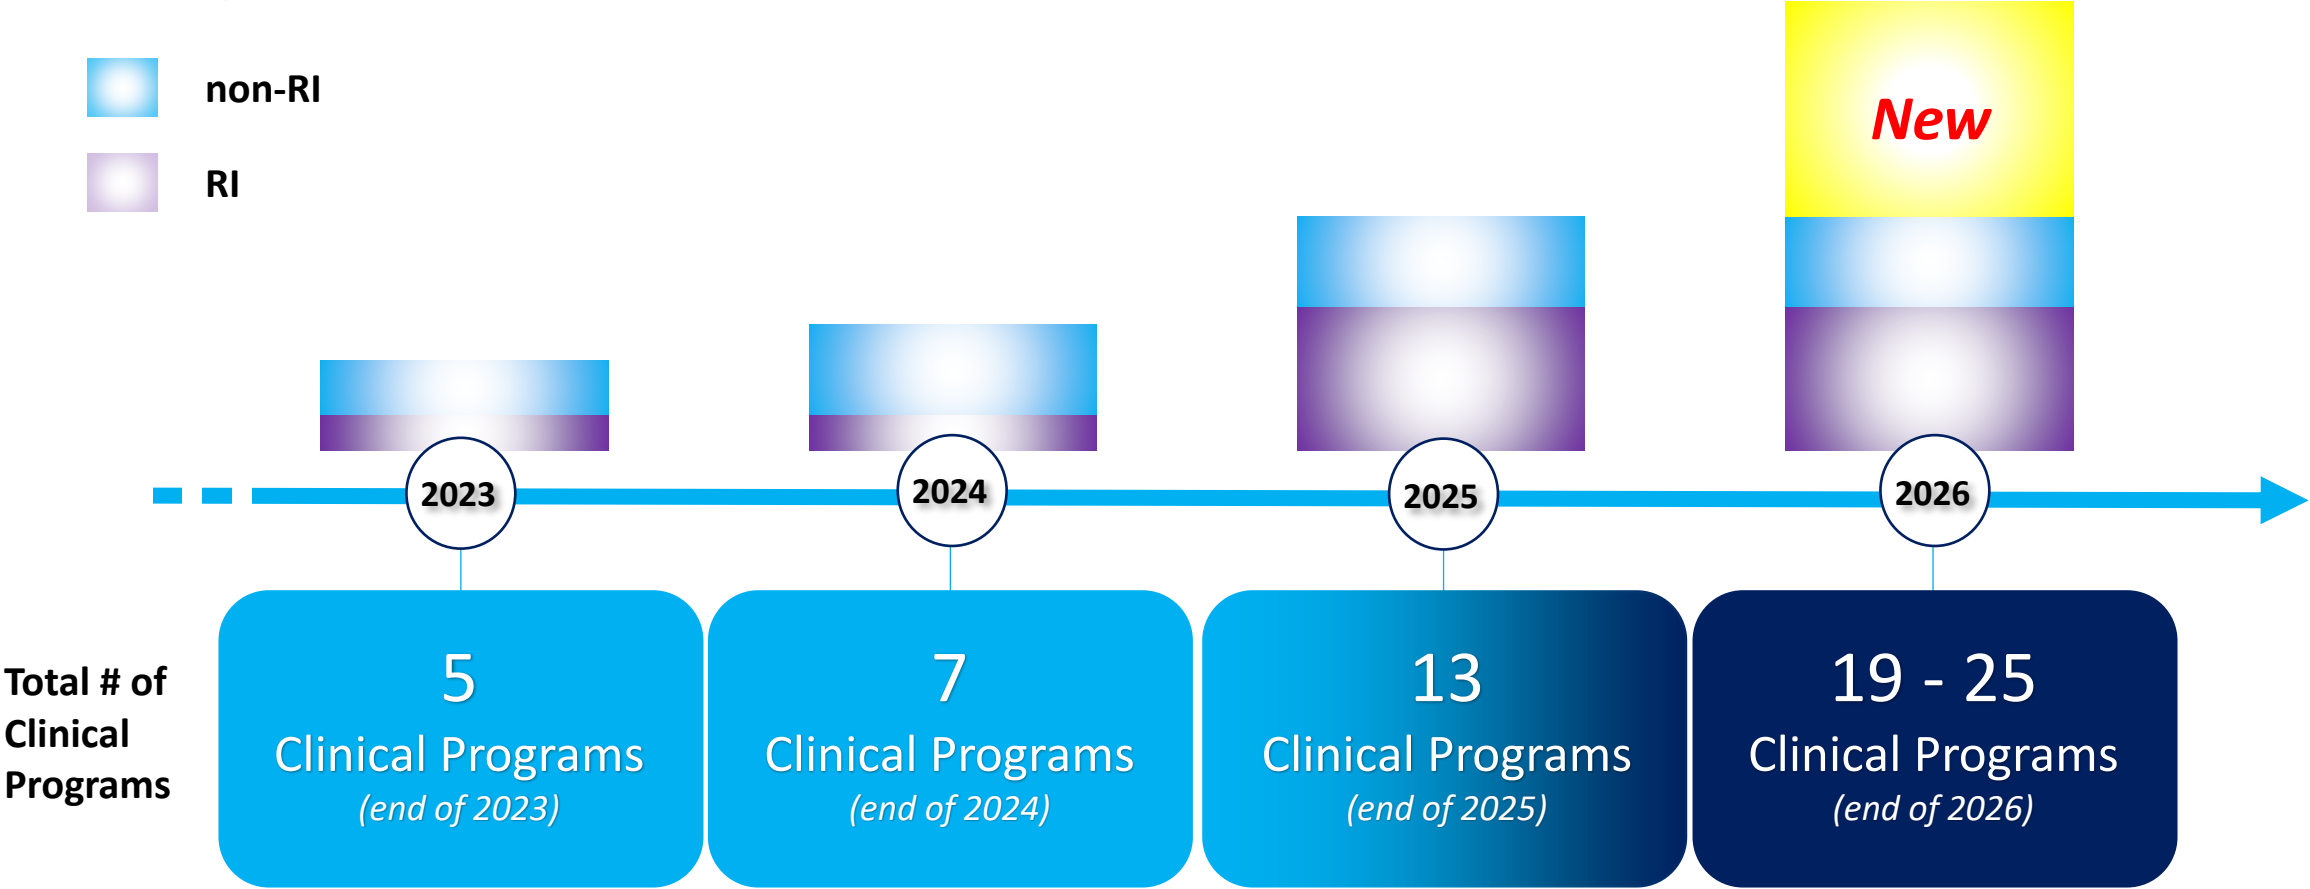 non-RI
RI
New
2023
2024
2025
2026
Total # of
Clinical
Programs
5
Clinical Programs
(end of 2023)
7
Clinical Programs
(end of 2024)
13
Clinical Programs
(end of 2025)
19 - 25
Clinical Programs
(end of 2026)